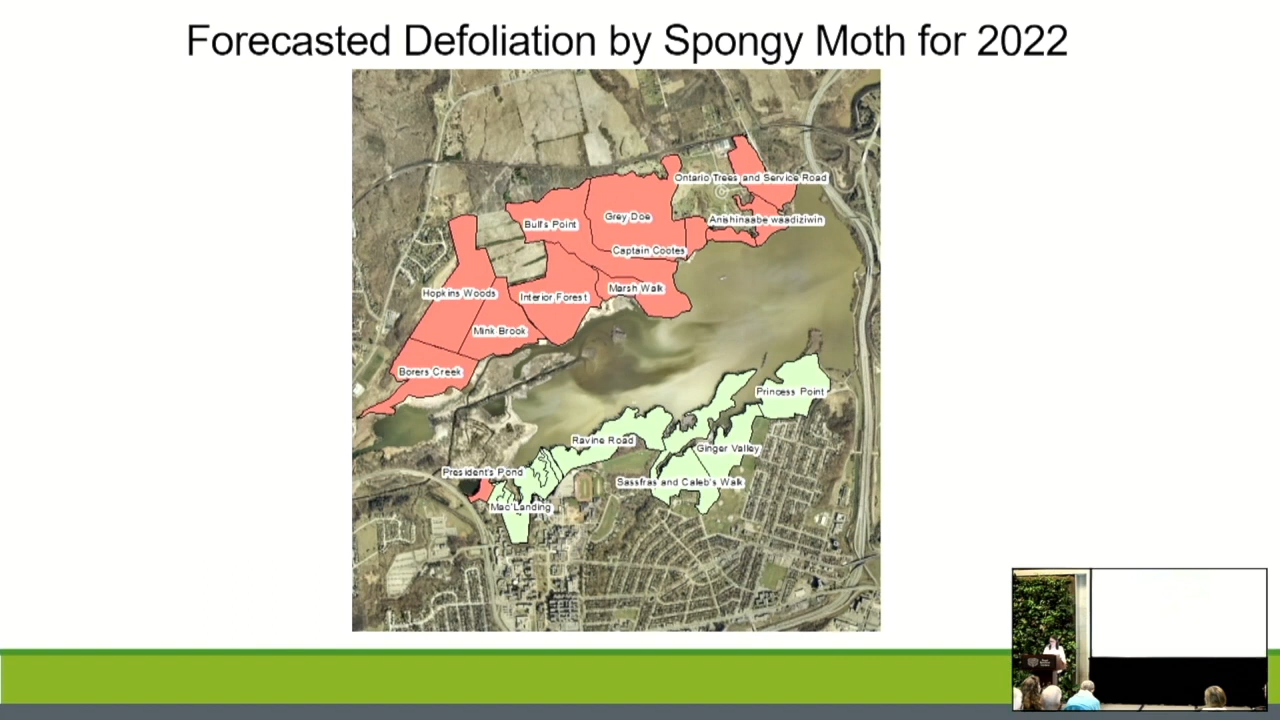 Forecasted Defoliation by Spongy Moth for 2022
Ontario Trees and Service Road
Grey Doe
Anishinaabe waadiziwin
Bull's Point
Captain Cootes
Marsh Walk
Hopkins Woods
Interior Forest
Mink Brook
Borers Creek
Princess Point
Ravine Road
Ginger Valley
President's Pond
Sassfras and Caleb's Walk
Mac Landing